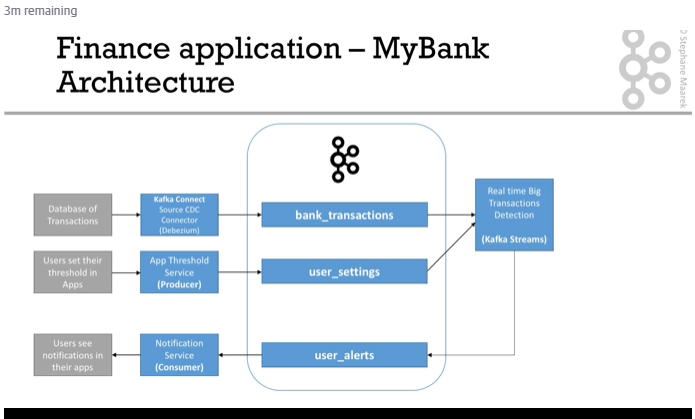 3m remaining
Finance application – MyBank
Architecture
© Stephane Maarek
Database of
Transactions
Kafka Connect
Source CDC
Connector
(Debezium)
bank_transactions
Real time Big
Transactions
Detection
(Kafka Streams)
Users set their
threshold in
Apps
App Threshold
Service
(Producer)
user_settings
Users see
notifications in
their apps
Notification
Service
(Consumer)
user_alerts